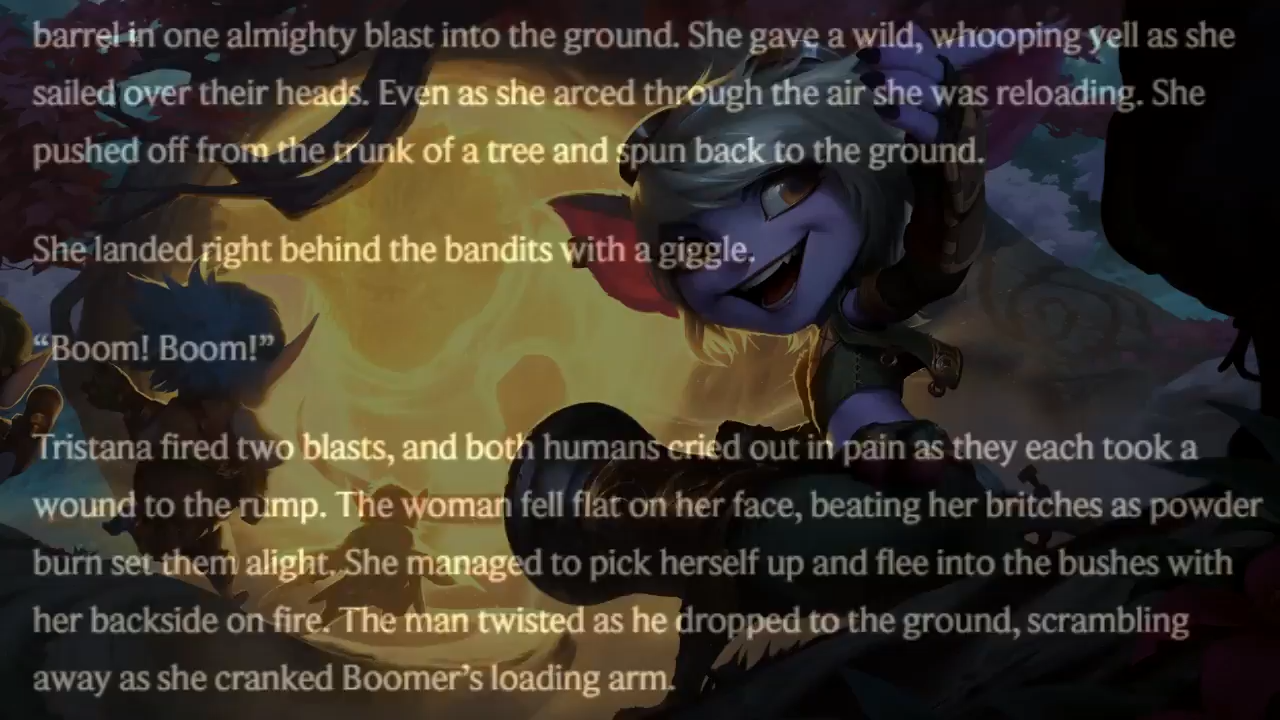 barrel in one almighty blast into the ground. She gave a wild, whooping yell as she
sailed over their heads. Even as she arced through the air she was reloading. She
pushed off from the trunk of a tree and spun back to the ground.
She landed right behind the bandits with a giggle.
“Boom! Boom!”
Tristana fired two blasts, and both humans cried out in pain as they each took a
wound to the rump. The woman fell flat on her face, beating her britches as powder
burn set them alight. She managed to pick herself up and flee into the bushes with
her backside on fire. The man twisted as he dropped to the ground, scrambling
away as she cranked Boomer’s loading arm.